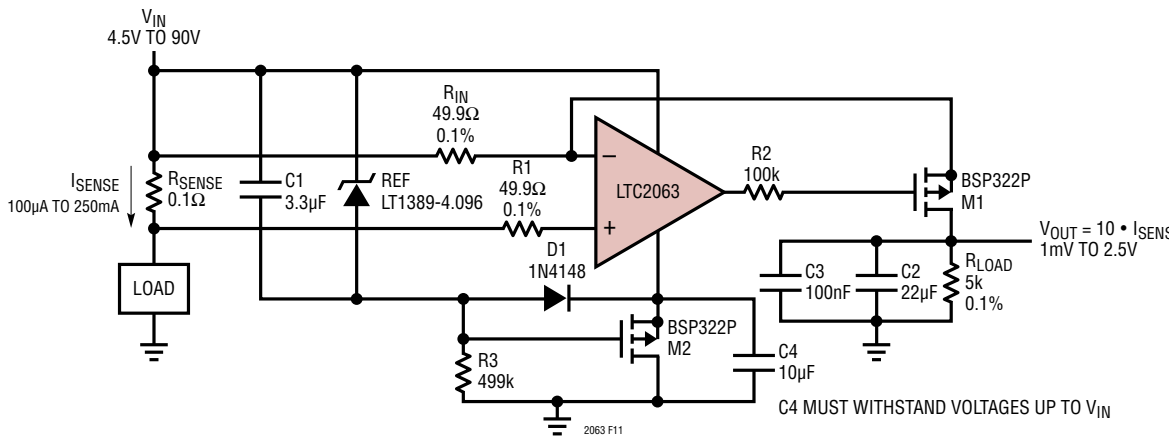 V_IN
4.5V TO 90V
R_IN
49.9Ω
0.1%
R1
49.9Ω
0.1%
I_SENSE
100µA TO 250mA
R_SENSE
0.1Ω
C1
3.3µF
REF
LT1389-4.096
–
+
LTC2063
R2
100k
BSP322P
M1
V_OUT = 10 • I_SENS
1mV TO 2.5V
LOAD
D1
1N4148
C3
100nF
C2
22µF
R_LOAD
5k
0.1%
R3
499k
BSP322P
M2
C4
10µF
C4 MUST WITHSTAND VOLTAGES UP TO V_IN
2063 F11